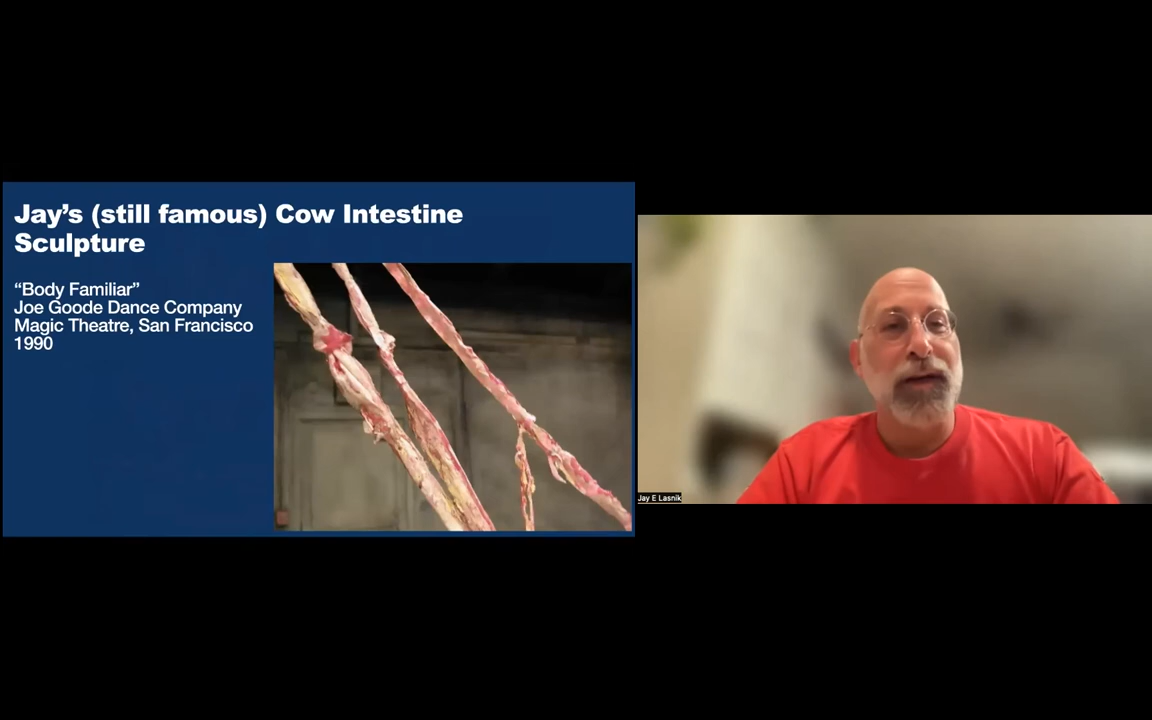 Jay’s (still famous) Cow Intestine
Sculpture
“Body Familiar”
Joe Goode Dance Company
Magic Theatre, San Francisco
1990
Jay E Lasnik